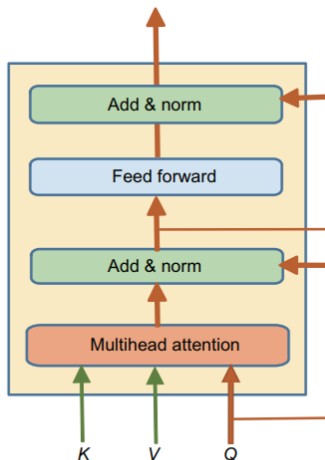 Add & norm
Feed forward
Add & norm
Multihead attention
K V Q